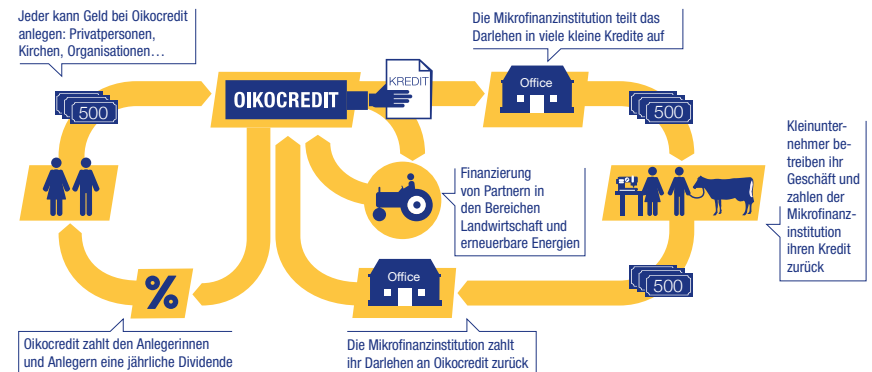 Jeder kann Geld bei Oikocredit
anlegen: Privatpersonen,
Kirchen, Organisationen…
Die Mikrofinanzinstitution teilt das
Darlehen in viele kleine Kredite auf
500
OIKOCREDIT
KREDIT
Office
500
Kleinunter-
nehmer be-
treiben ihr
Geschäft und
zahlen der
Mikrofinanz-
institution
ihren Kredit
zurück
Finanzierung
von Partnern in
den Bereichen
Landwirtschaft und
erneuerbare Energien
%
Office
500
Oikocredit zahlt den Anlegerinnen
und Anlegern eine jährliche Dividende
Die Mikrofinanzinstitution zahlt
ihr Darlehen an Oikocredit zurück